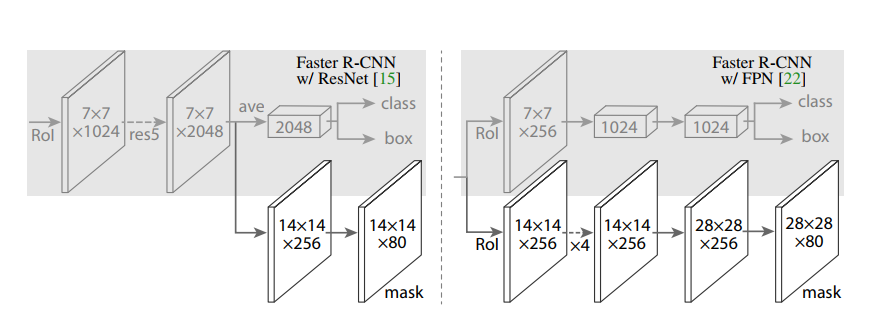 Faster R-CNN
w/ ResNet [15]
RoI
7×7
×1024
res5
7×7
×2048
ave
2048
class
box
14×14
×256
14×14
×80
mask
Faster R-CNN
w/ FPN [22]
RoI
7×7
×256
1024
1024
class
box
RoI
14×14
×256
×4
14×14
×256
28×28
×256
28×28
×80
mask